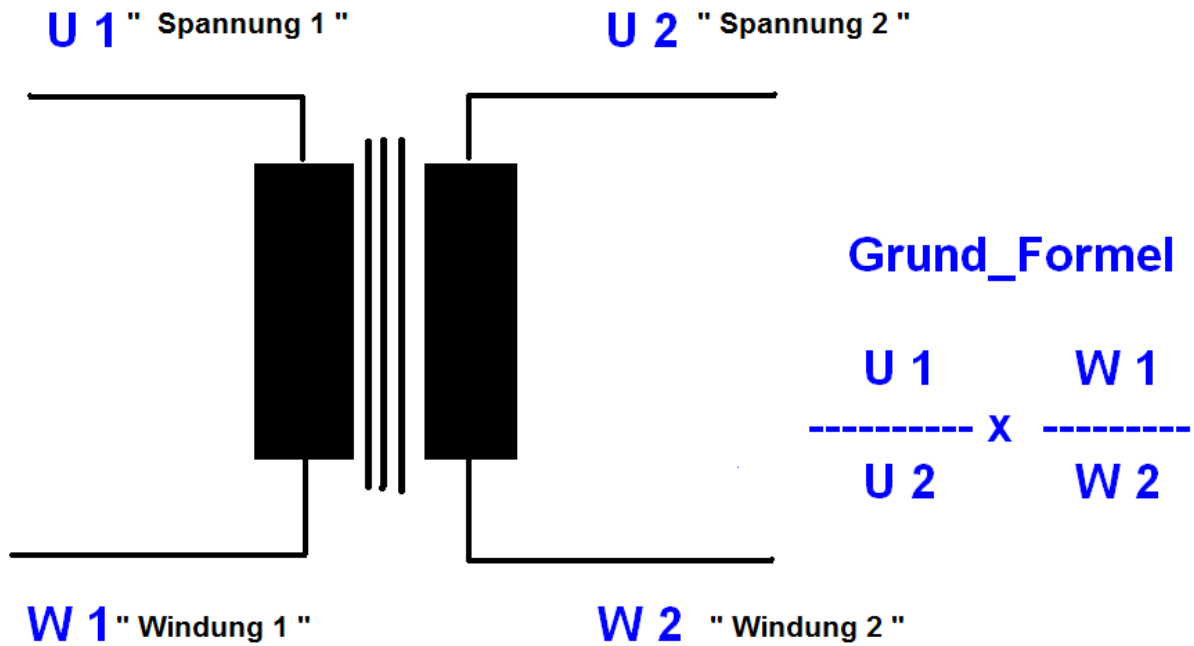 U 1 " Spannung 1 "
U 2 " Spannung 2 "
Grund_Formel
U 1 W 1
---------- x ---------
U 2 W 2
W 1 " Windung 1 "
W 2 " Windung 2 "